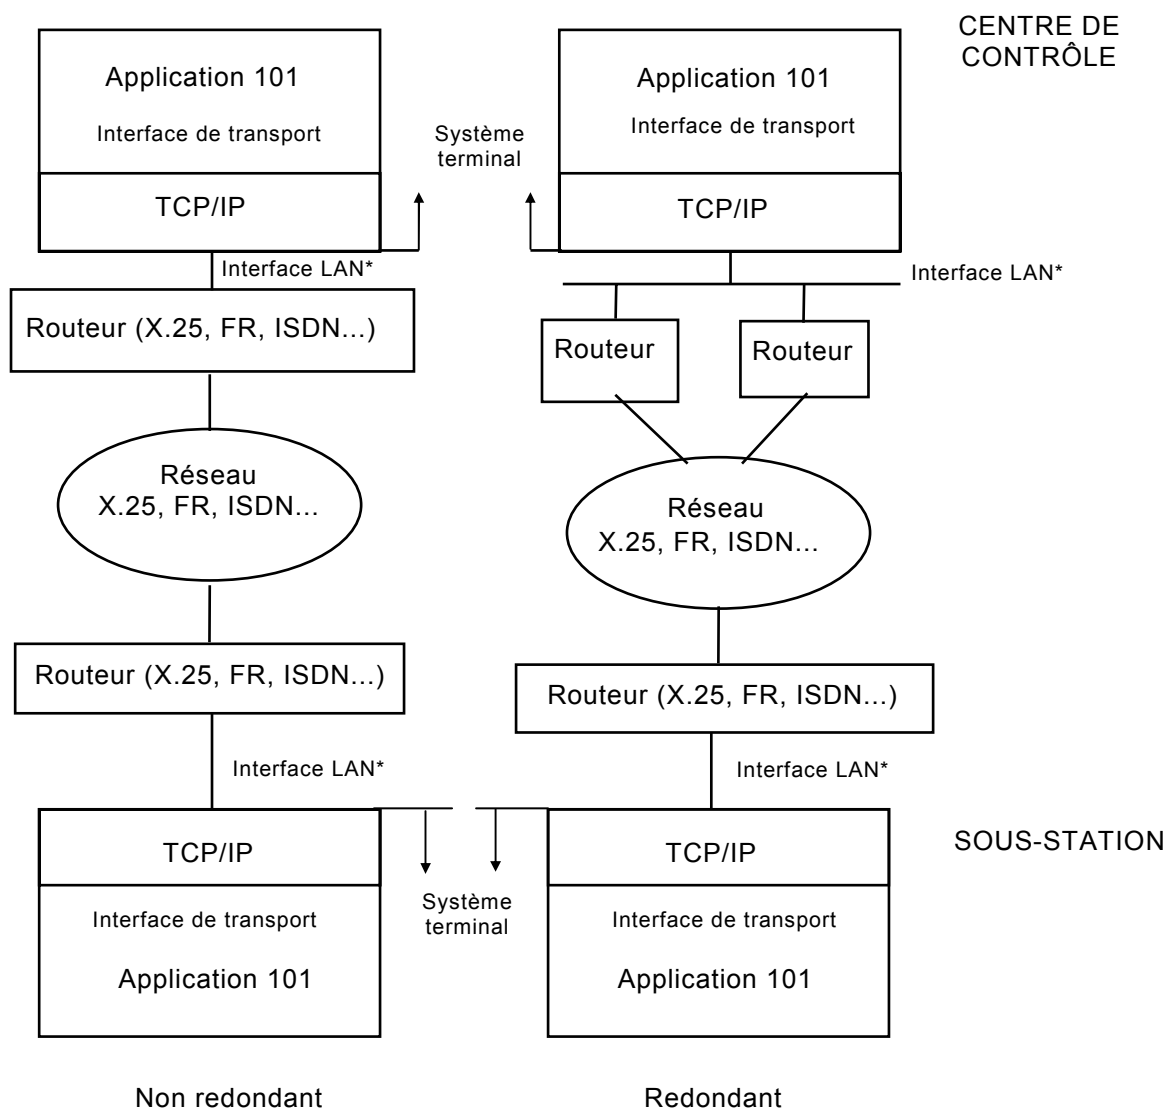 CENTRE DE
CONTRÔLE
Application 101
Interface de transport
TCP/IP
Système
terminal
Application 101
Interface de transport
TCP/IP
Interface LAN*
Interface LAN*
Routeur (X.25, FR, ISDN...)
Routeur
Routeur
Réseau
X.25, FR, ISDN...
Réseau
X.25, FR, ISDN...
Routeur (X.25, FR, ISDN...)
Routeur (X.25, FR, ISDN...)
Interface LAN*
Interface LAN*
TCP/IP
Interface de transport
Application 101
Système
terminal
TCP/IP
Interface de transport
Application 101
SOUS-STATION
Non redondant
Redondant